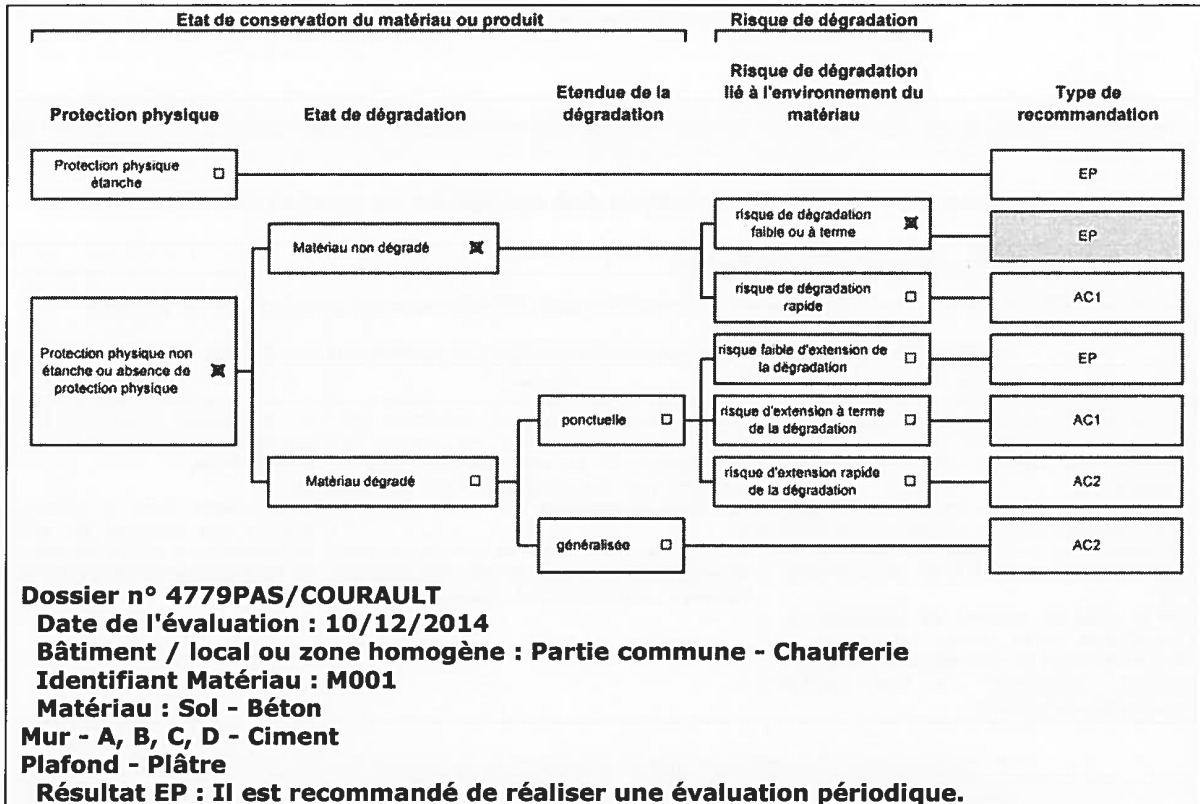 Etat de conservation du matériau ou produit
Risque de dégradation
Protection physique
Etat de dégradation
Etendue de la
dégradation
Risque de dégradation
lié à l'environnement du
matériau
Type de
recommandation
Protection physique
étanche
EP
risque de dégradation
faible ou à terme
EP
Matériau non dégradé
risque de dégradation
rapide
AC1
Protection physique non
étanche ou absence de
protection physique
risque faible d'extension de
la dégradation
EP
ponctuelle
risque d'extension à terme
de la dégradation
AC1
Matériau dégradé
risque d'extension rapide
de la dégradation
AC2
généralisée
AC2
Dossier n° 4779PAS/COURAULT
Date de l'évaluation : 10/12/2014
Bâtiment / local ou zone homogène : Partie commune - Chaufferie
Identifiant Matériau : M001
Matériau : Sol - Béton
Mur - A, B, C, D - Ciment
Plafond - Plâtre
Résultat EP : Il est recommandé de réaliser une évaluation périodique.